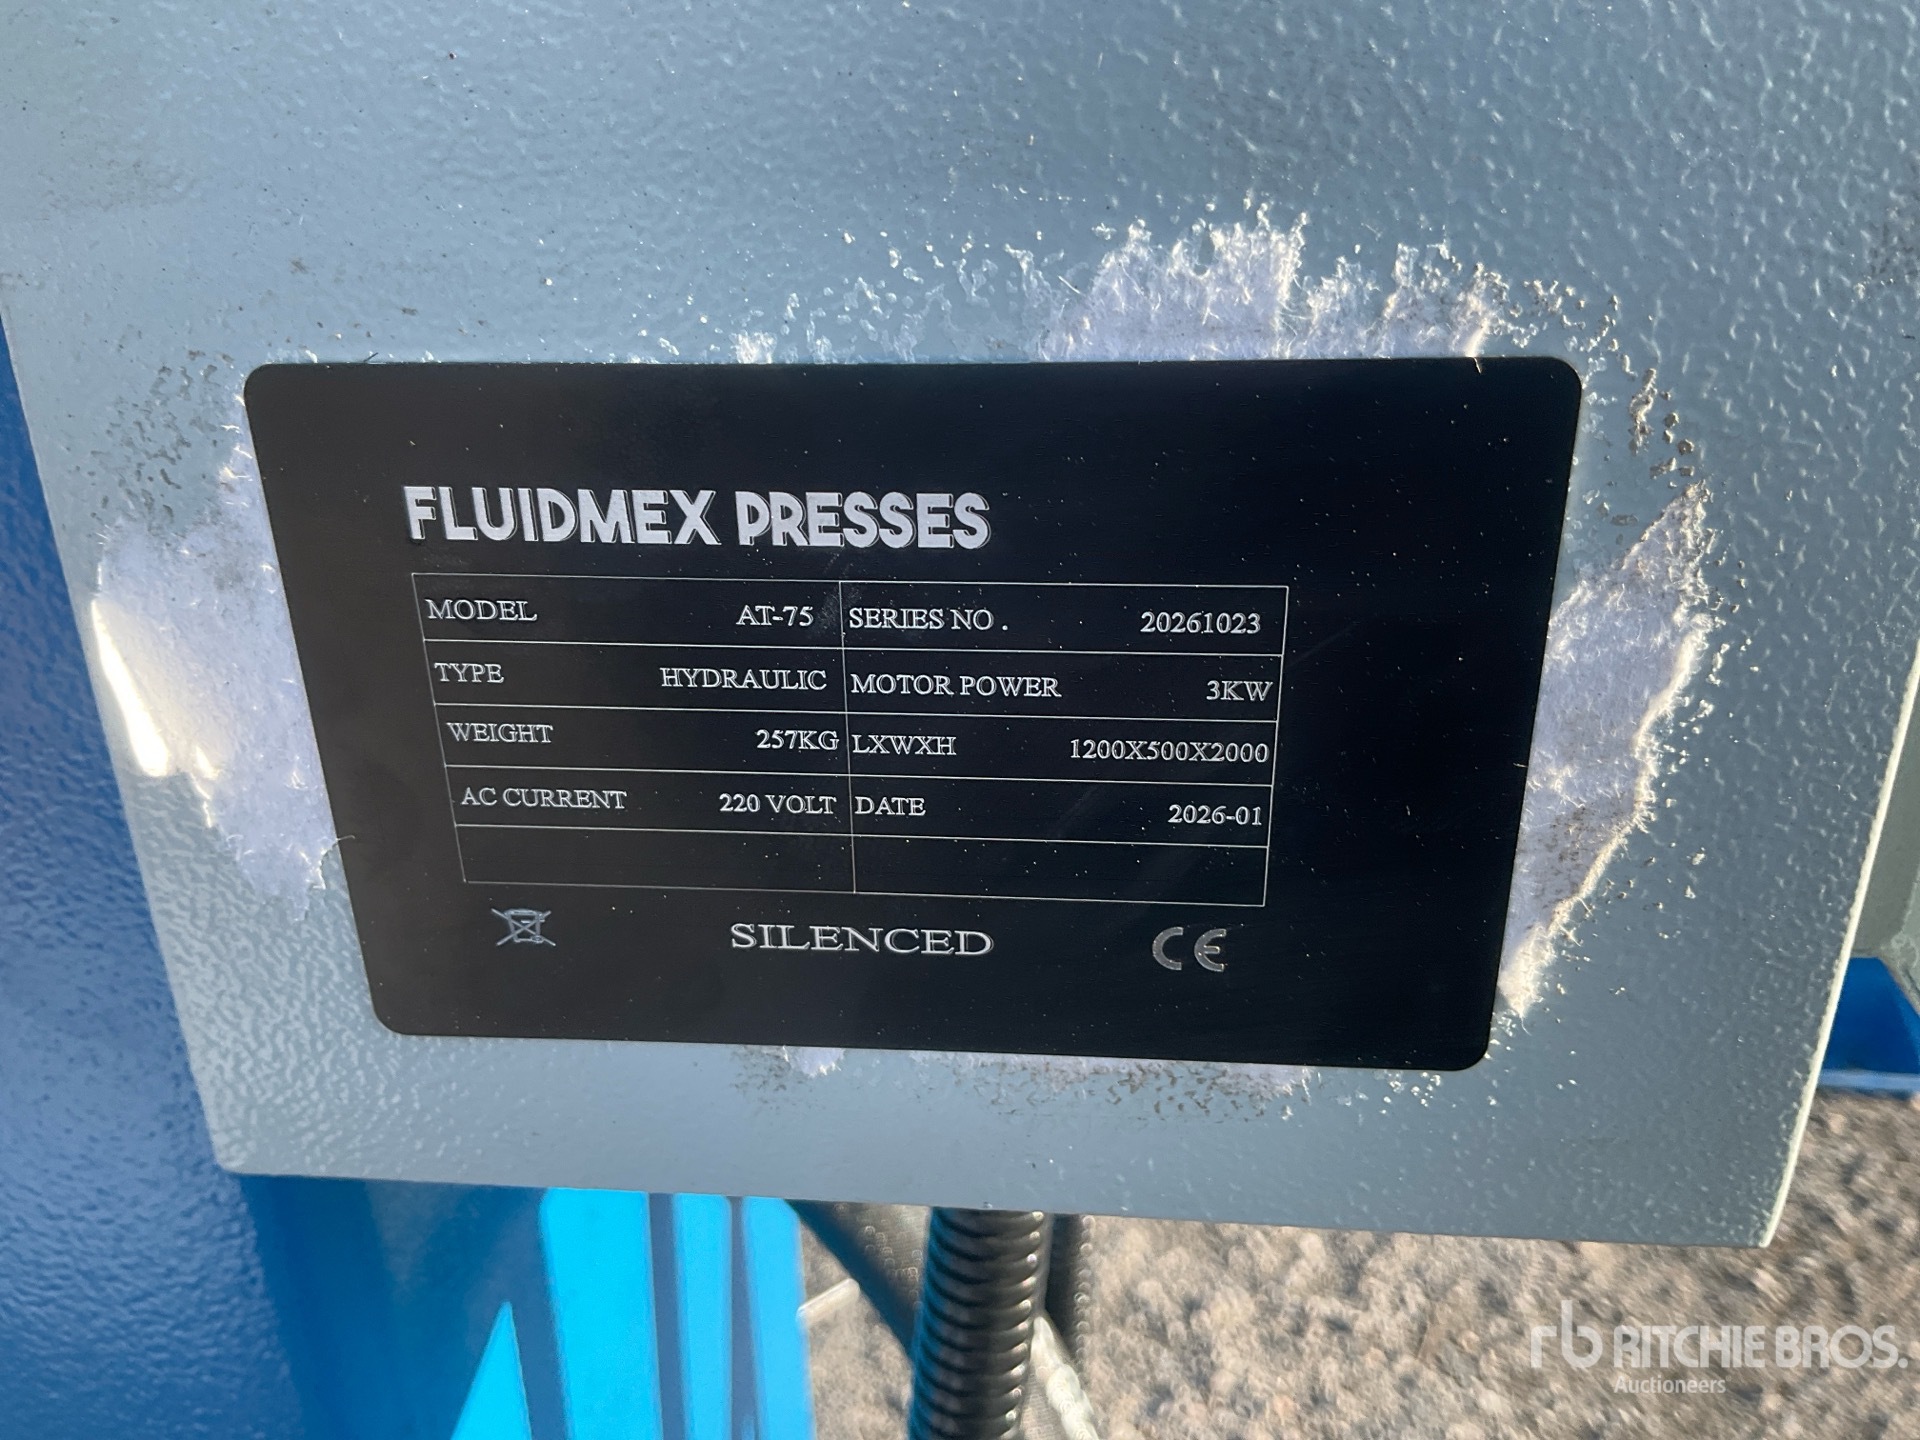 FLUIDMEX PRESSES
MODEL AT-75 SERIES NO. 20261023
TYPE HYDRAULIC MOTOR POWER 3KW
WEIGHT 257KG LXWXH 1200X500X2000
AC CURRENT 220 VOLT DATE 2026-01
SILENCED CE
rb RITCHIE BROS.
Auctioneers